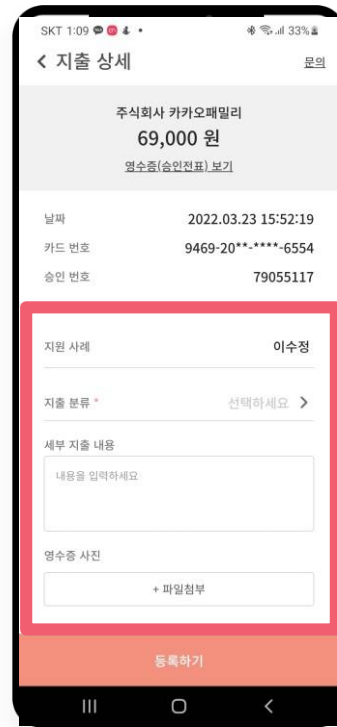 SKT 1:09
33%
지출 상세
문의
주식회사 카카오패밀리
69,000 원
영수증(승인전표) 보기
날짜 2022.03.23 15:52:19
카드 번호 9469-20**-****-6554
승인 번호 79055117
지원 사례 이수정
지출 분류 * 선택하세요
세부 지출 내용
내용을 입력하세요
영수증 사진
+ 파일첨부
등록하기